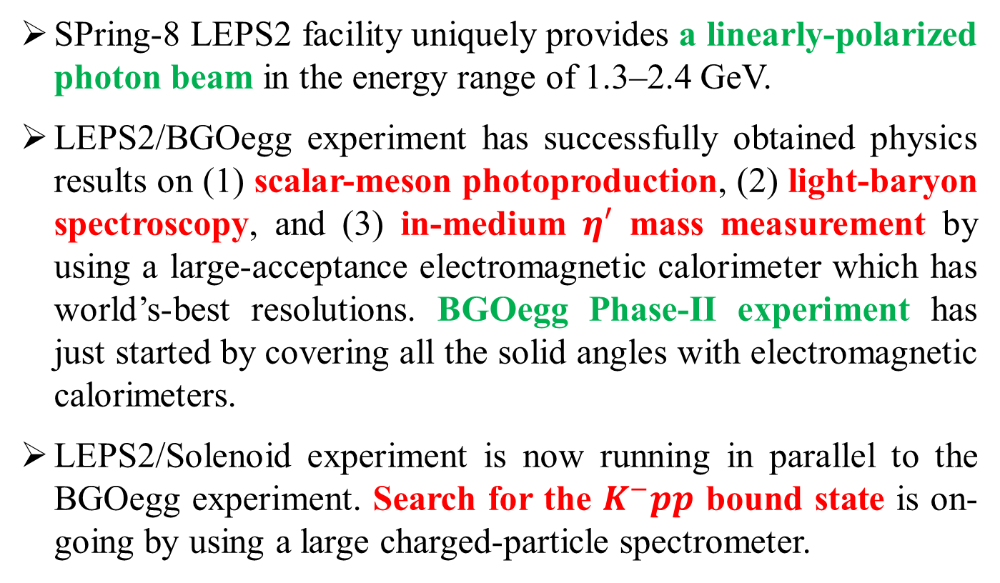 ➢ SPring-8 LEPS2 facility uniquely provides a linearly-polarized
photon beam in the energy range of 1.3–2.4 GeV.
➢ LEPS2/BGOegg experiment has successfully obtained physics
results on (1) scalar-meson photoproduction, (2) light-baryon
spectroscopy, and (3) in-medium η′ mass measurement by
using a large-acceptance electromagnetic calorimeter which has
world’s-best resolutions. BGOegg Phase-II experiment has
just started by covering all the solid angles with electromagnetic
calorimeters.
➢ LEPS2/Solenoid experiment is now running in parallel to the
BGOegg experiment. Search for the K⁻pp bound state is on-
going by using a large charged-particle spectrometer.